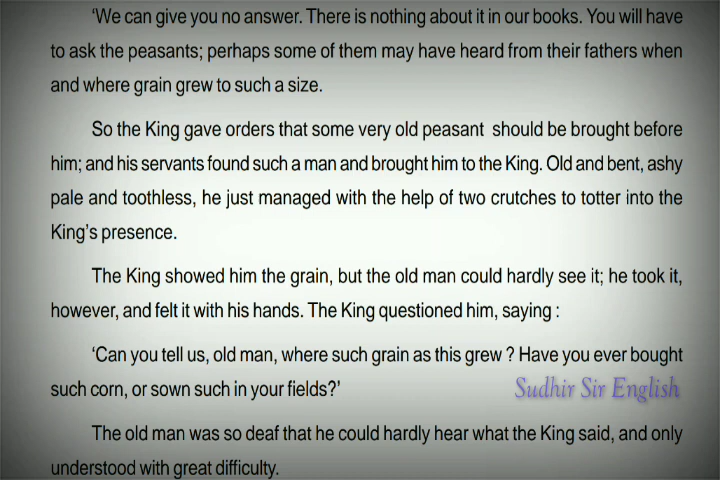 ‘We can give you no answer. There is nothing about it in our books. You will have
to ask the peasants; perhaps some of them may have heard from their fathers when
and where grain grew to such a size.
So the King gave orders that some very old peasant should be brought before
him; and his servants found such a man and brought him to the King. Old and bent, ashy
pale and toothless, he just managed with the help of two crutches to totter into the
King’s presence.
The King showed him the grain, but the old man could hardly see it; he took it,
however, and felt it with his hands. The King questioned him, saying :
‘Can you tell us, old man, where such grain as this grew ? Have you ever bought
such corn, or sown such in your fields?’
Sudhir Sir English
The old man was so deaf that he could hardly hear what the King said, and only
understood with great difficulty.